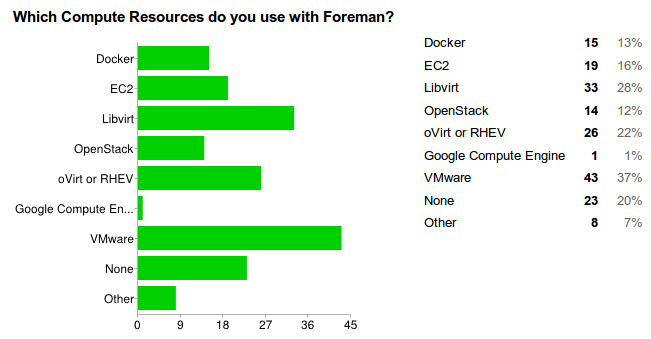 Which Compute Resources do you use with Foreman?
Docker
EC2
Libvirt
OpenStack
oVirt or RHEV
Google Compute En...
VMware
None
Other
0 9 18 27 36 45
Docker 15 13%
EC2 19 16%
Libvirt 33 28%
OpenStack 14 12%
oVirt or RHEV 26 22%
Google Compute Engine 1 1%
VMware 43 37%
None 23 20%
Other 8 7%